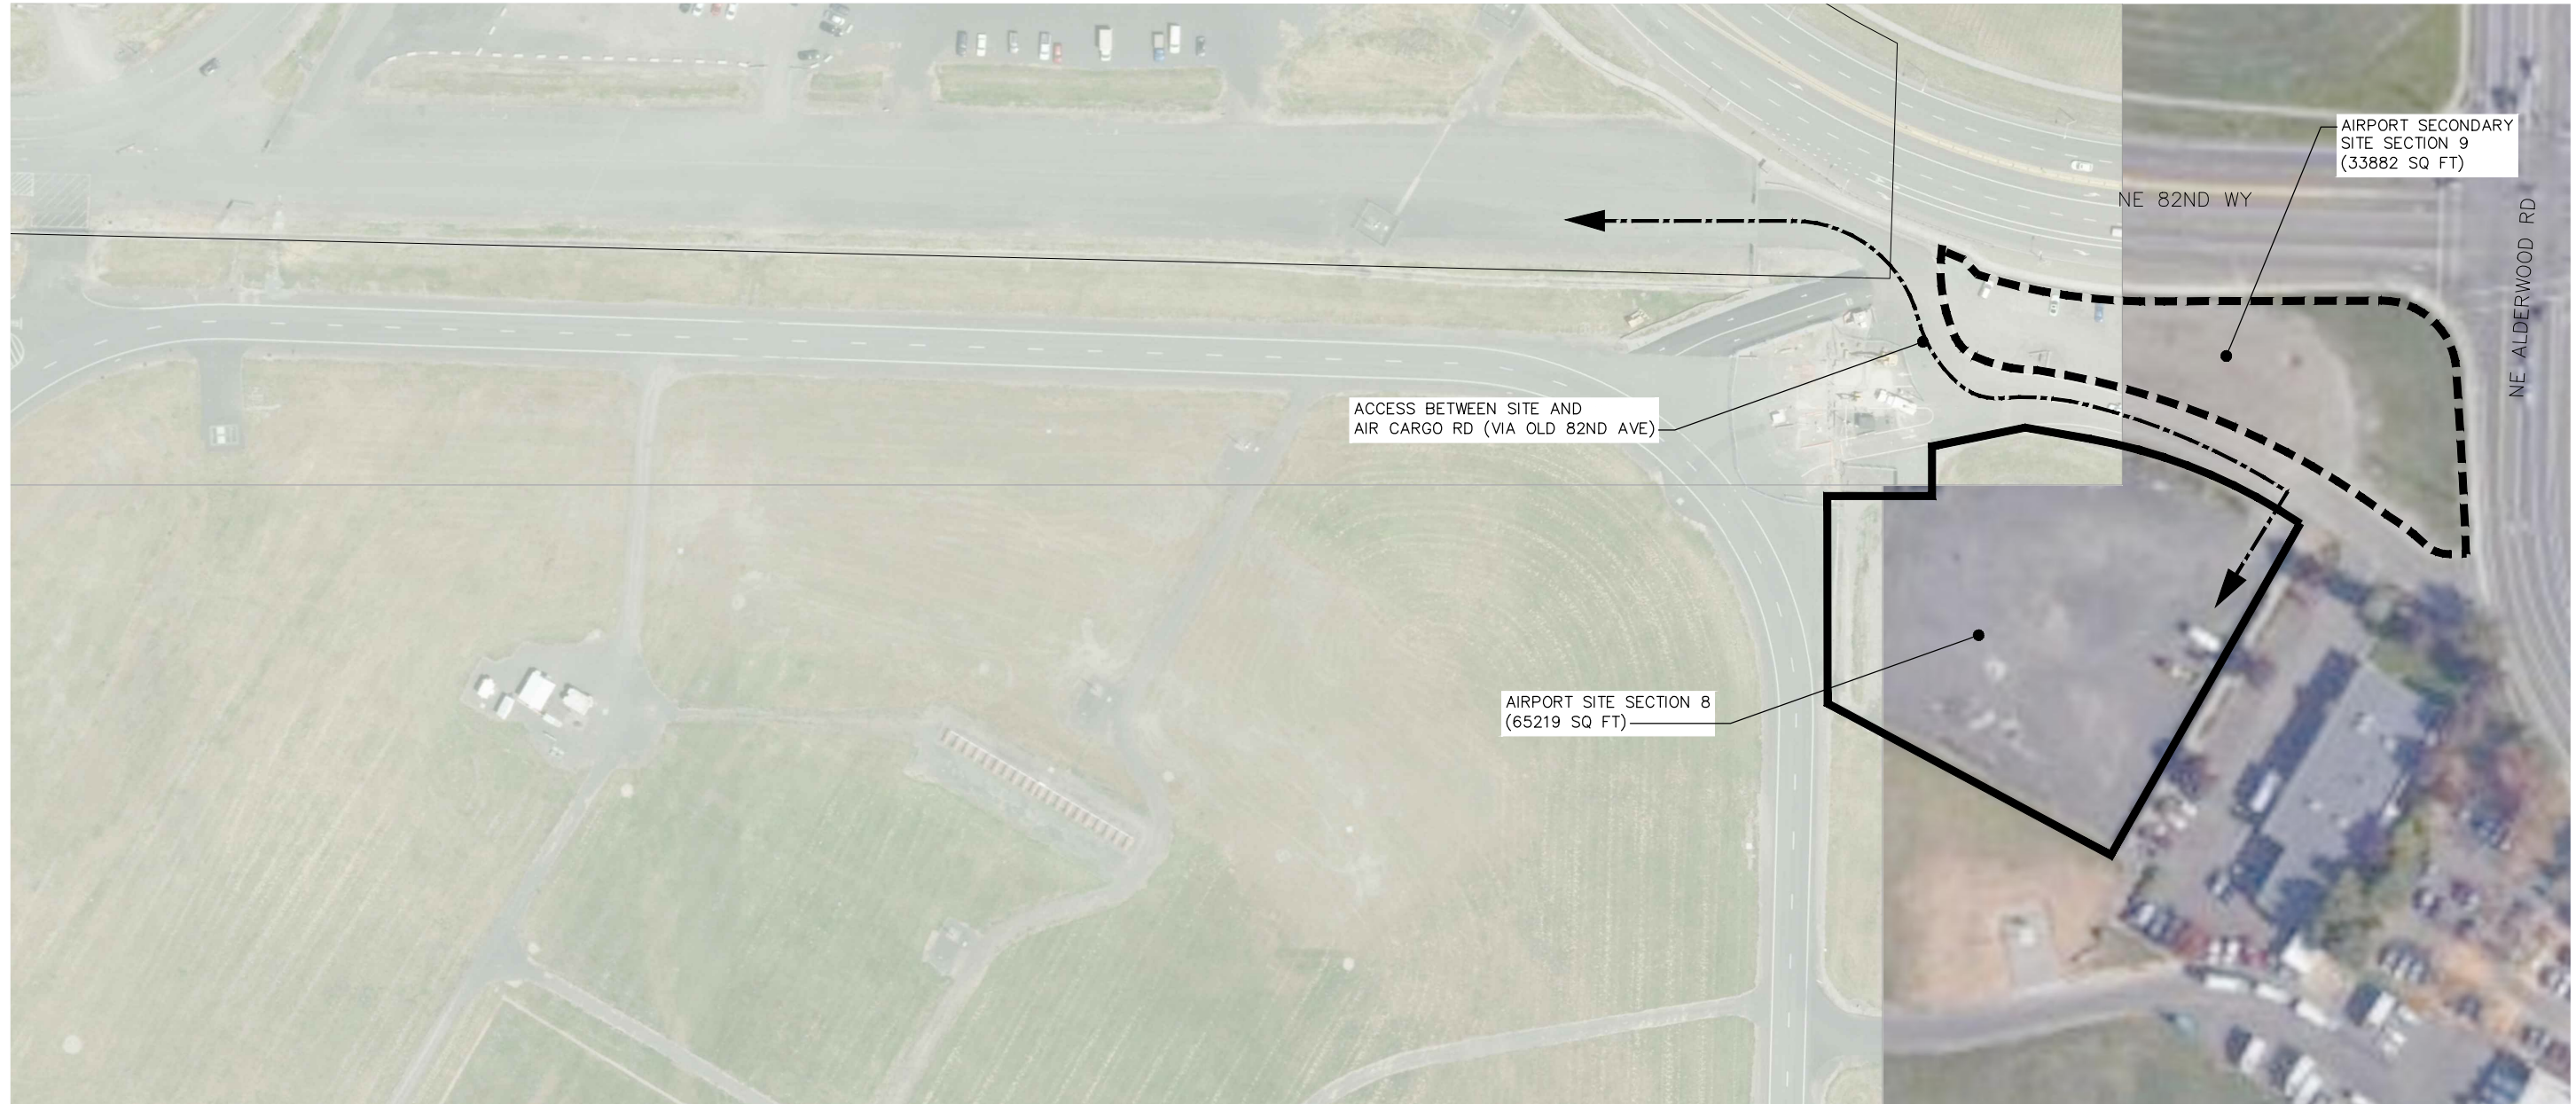 AIRPORT SECONDARY
SITE SECTION 9
(33882 SQ FT)
NE 82ND WY
NE ALDERWOOD RD
ACCESS BETWEEN SITE AND
AIR CARGO RD (VIA OLD 82ND AVE)
AIRPORT SITE SECTION 8
(65219 SQ FT)